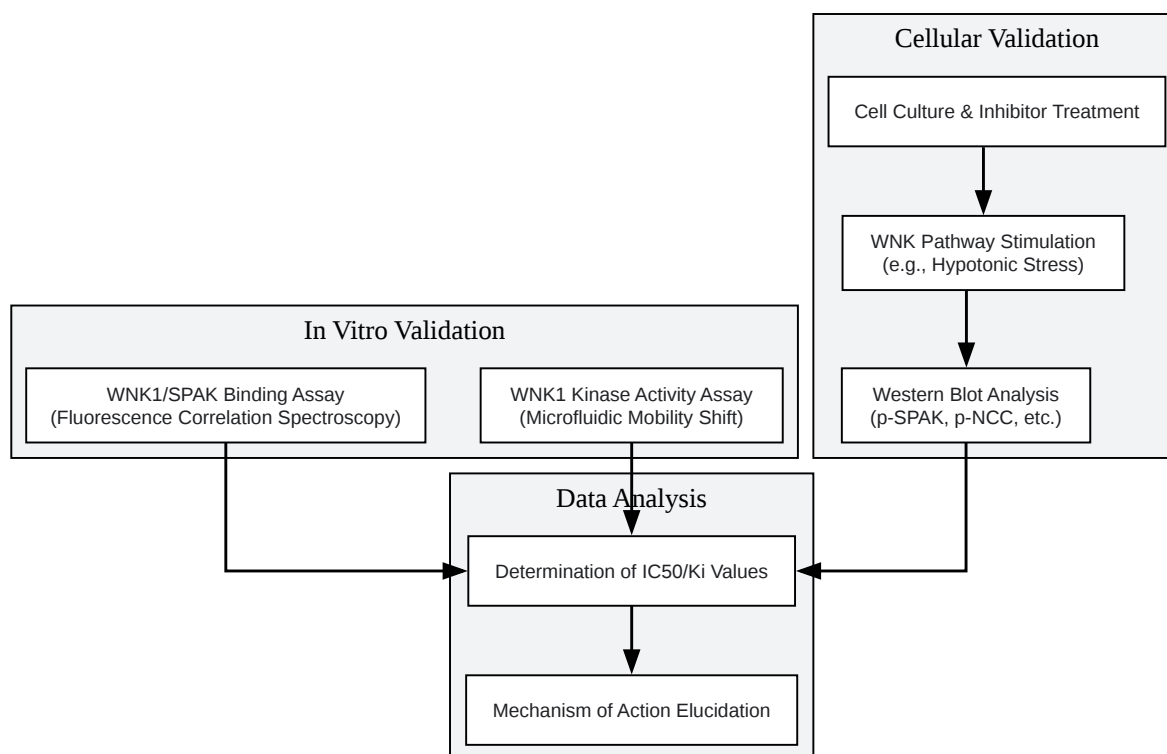 Cellular Validation
Cell Culture & Inhibitor Treatment
WNK Pathway Stimulation
(e.g., Hypotonic Stress)
In Vitro Validation
WNK1/SPAK Binding Assay
(Fluorescence Correlation Spectroscopy)
WNK1 Kinase Activity Assay
(Microfluidic Mobility Shift)
Western Blot Analysis
(p-SPAK, p-NCC, etc.)
Data Analysis
Determination of IC50/Ki Values
Mechanism of Action Elucidation